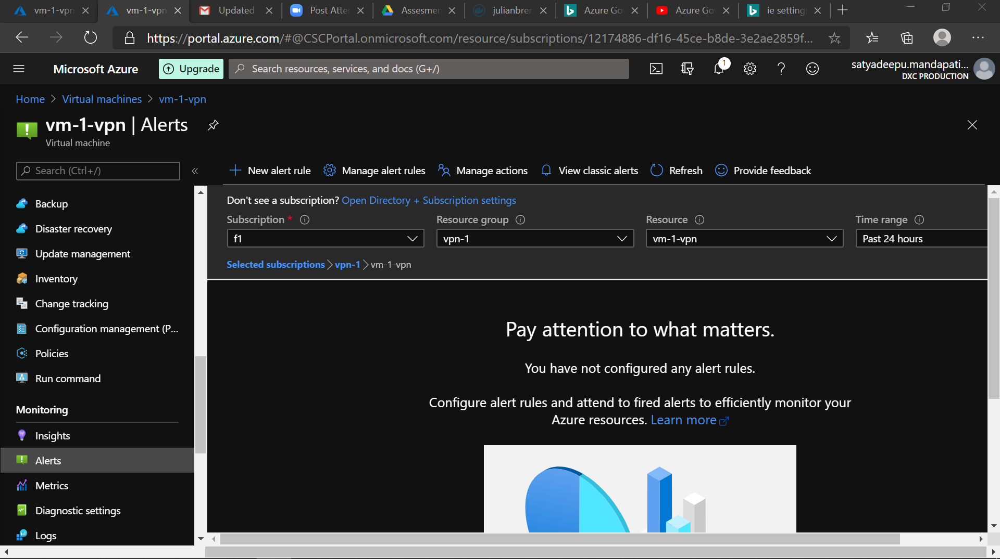 vm-1-vpn
vm-1-vpn
Updated
Post Atte
Assesmen
julianbren
Azure Go
Azure Go
ie setting
https://portal.azure.com/#@CSCPortal.onmicrosoft.com/resource/subscriptions/12174886-df16-45ce-b8de-3e2ae2859f...
Microsoft Azure
Upgrade
Search resources, services, and docs (G+/)
1
satyadeepu.mandapati...
DXC PRODUCTION
Home > Virtual machines > vm-1-vpn
vm-1-vpn | Alerts
Virtual machine
Search (Ctrl+/)
«
New alert rule
Manage alert rules
Manage actions
View classic alerts
Refresh
Provide feedback
Backup
Disaster recovery
Update management
Inventory
Change tracking
Configuration management (P...
Policies
Run command
Monitoring
Insights
Alerts
Metrics
Diagnostic settings
Logs
Don't see a subscription? Open Directory + Subscription settings
Subscription *
Resource group
Resource
Time range
f1
vpn-1
vm-1-vpn
Past 24 hours
Selected subscriptions > vpn-1 > vm-1-vpn
Pay attention to what matters.
You have not configured any alert rules.
Configure alert rules and attend to fired alerts to efficiently monitor your
Azure resources. Learn more